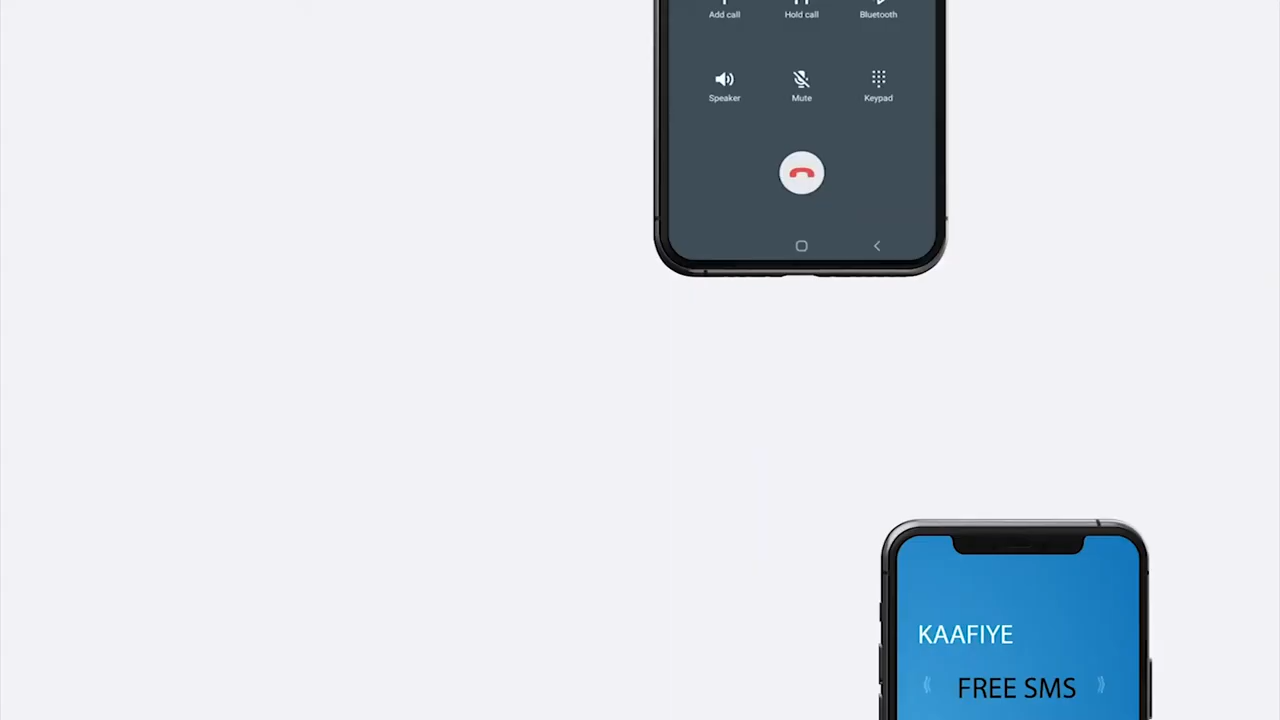 Add call
Hold call
Bluetooth
Speaker
Mute
Keypad
KAAFIYE
FREE SMS